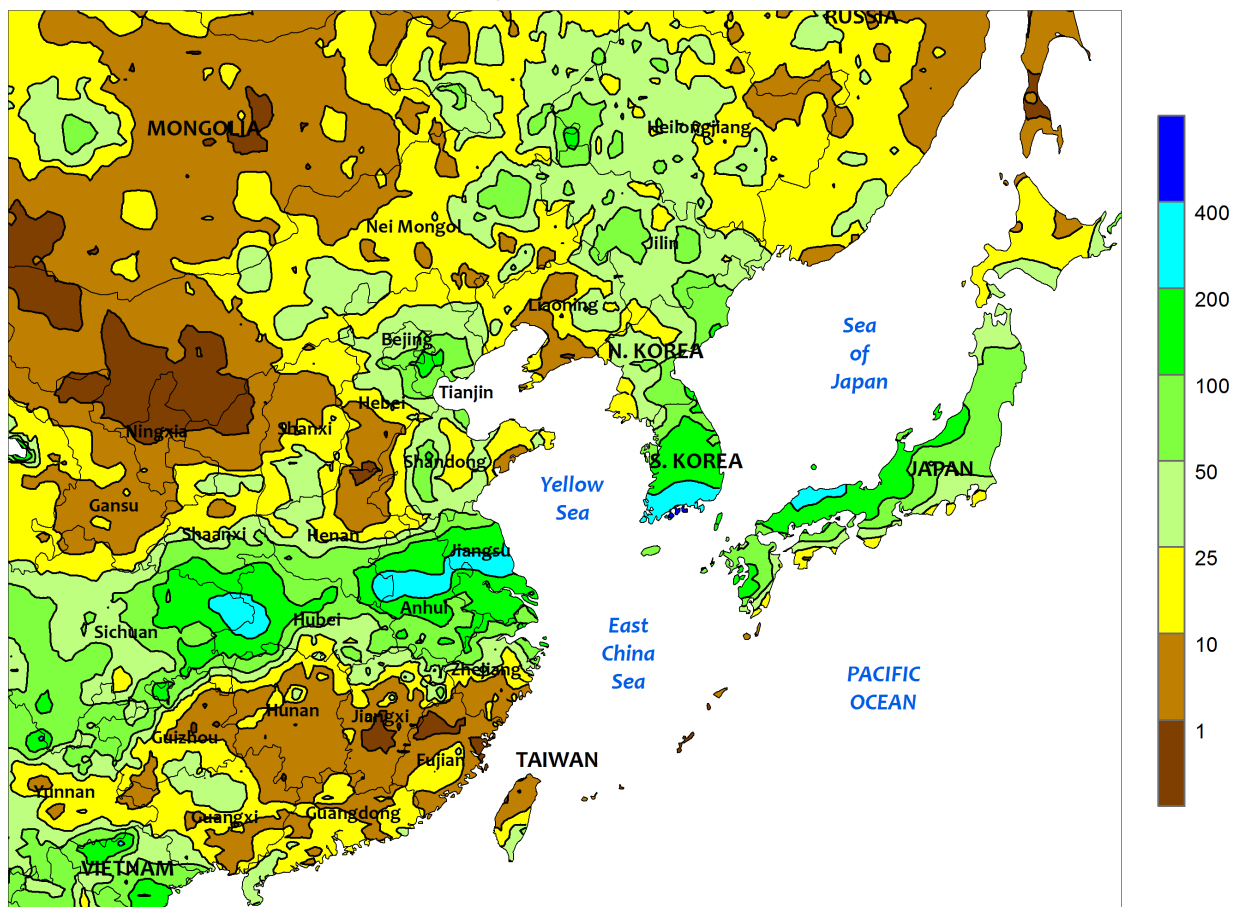 RUSSIA
MONGOLIA
Heilongjiang
400
Nei Mongol
Jilin
200
Liaoning
Sea
of
Japan
Bejing
N. KOREA
100
Tianjin
Hebei
Ningxia
Shanxi
Shandong
S. KOREA
JAPAN
50
Yellow
Sea
Gansu
Shaanxi
Henan
Jiangsu
25
Anhui
Hubei
Sichuan
East
China
Sea
10
Zhejiang
PACIFIC
OCEAN
Hunan
Jiangxi
1
Guizhou
Fujian
TAIWAN
Yunnan
Guangxi
Guangdong
VIETNAM